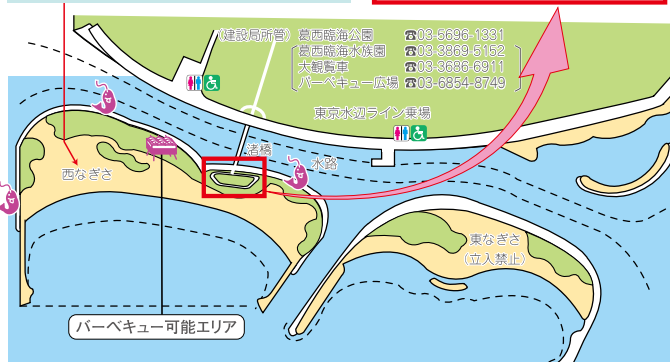 (建設局所管) 葛西臨海公園 ☎03-5696-1331
葛西臨海水族園 ☎03-3869-5152
大観覧車 ☎03-3686-6911
バーベキュー広場 ☎03-6854-8749
東京水辺ライン乗場
渚橋
水路
西なぎさ
東なぎさ
(立入禁止)
バーベキュー可能エリア